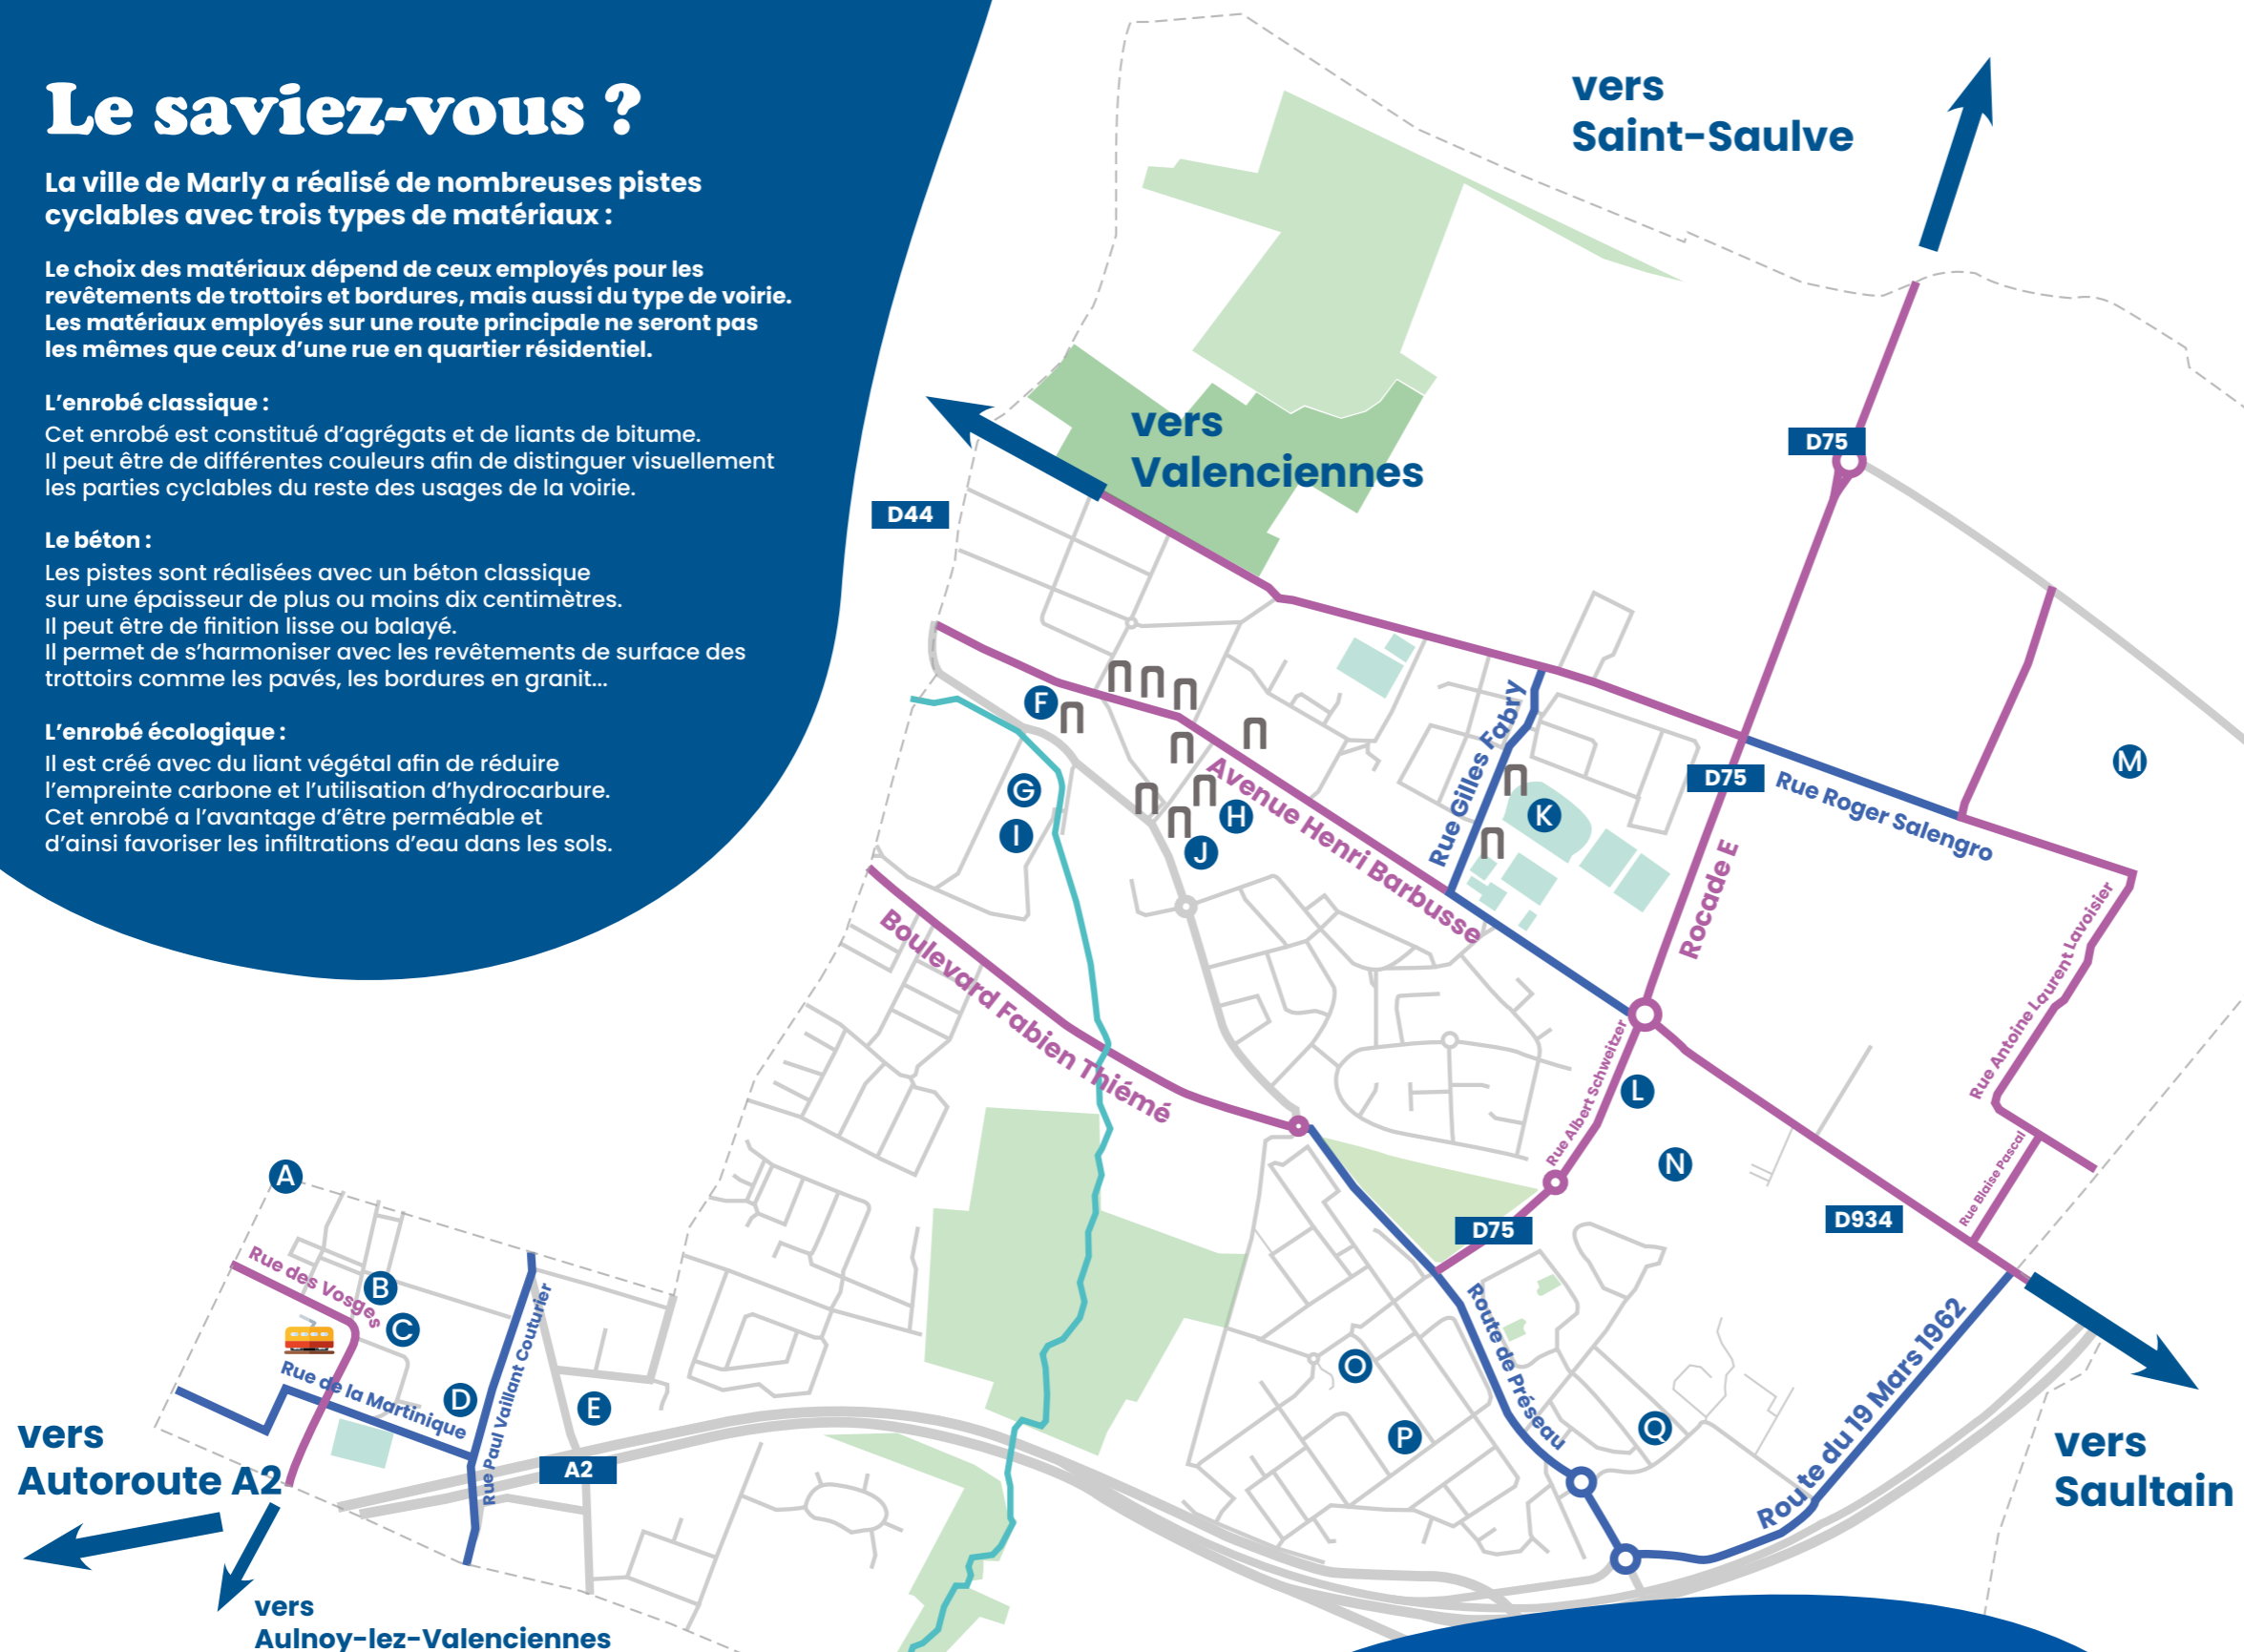 Le saviez-vous ?
La ville de Marly a réalisé de nombreuses pistes
cyclables avec trois types de matériaux :
Le choix des matériaux dépend de ceux employés pour les
revêtements de trottoirs et bordures, mais aussi du type de voirie.
Les matériaux employés sur une route principale ne seront pas
les mêmes que ceux d'une rue en quartier résidentiel.
L'enrobé classique :
Cet enrobé est constitué d'agrégats et de liants de bitume.
Il peut être de différentes couleurs afin de distinguer visuellement
les parties cyclables du reste des usages de la voirie.
Le béton :
Les pistes sont réalisées avec un béton classique
sur une épaisseur de plus ou moins dix centimètres.
Il peut être de finition lisse ou balayé.
Il permet de s'harmoniser avec les revêtements de surface des
trottoirs comme les pavés, les bordures en granit...
L'enrobé écologique :
Il est créé avec du liant végétal afin de réduire
l'empreinte carbone et l'utilisation d'hydrocarbure.
Cet enrobé a l'avantage d'être perméable et
d'ainsi favoriser les infiltrations d'eau dans les sols.
vers
Saint-Saulve
vers
Valenciennes
D75
D44
F
G
I
H
J
K
M
D75
Rue Gilles Fabry
Avenue Henri Barbusse
Rue Roger Salengro
Rocade E
Boulevard Fabien Thiémé
Rue Antoine Laurent Lavoisier
Rue Albert Schweitzer
L
N
Rue Blaise Pascal
D934
D75
A
Rue des Vosges
B
C
Rue de la Martinique
D
Rue Paul Vaillant Couturier
E
A2
O
P
Q
Route de Préseau
Route du 19 Mars 1962
vers
Autoroute A2
vers
Saultain
vers
Aulnoy-lez-Valenciennes